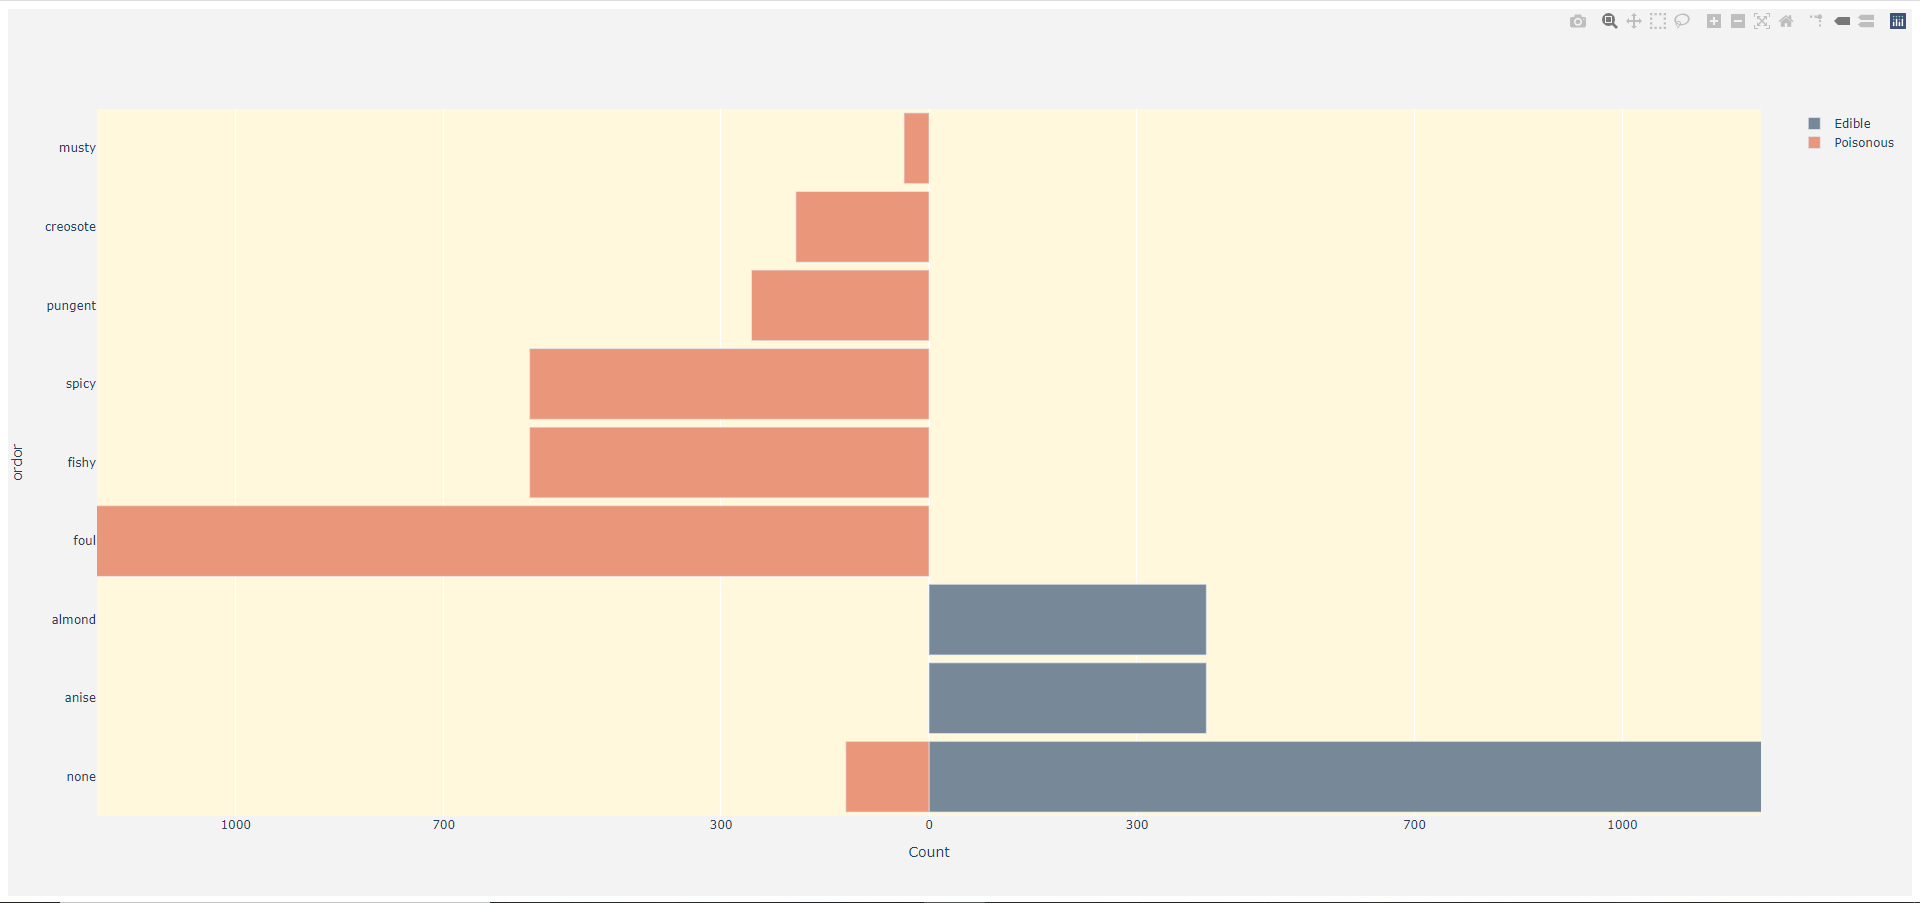 Edible
Poisonous
musty
creosote
pungent
spicy
fishy
foul
almond
anise
none
ordor
1000 700 300 0 300 700 1000
Count